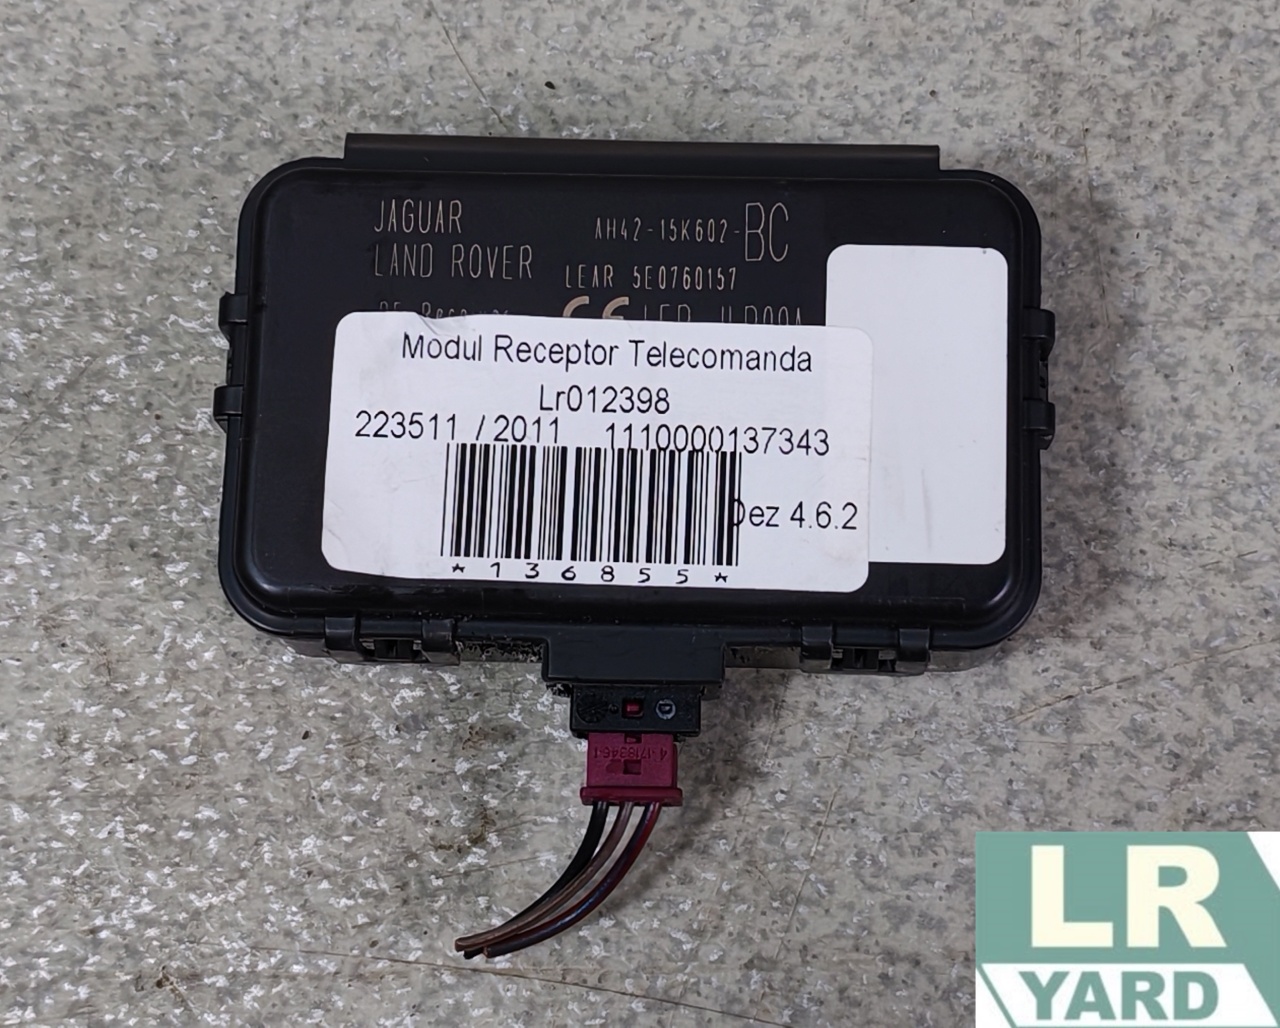 JAGUAR
LAND ROVER
AH42-15K602-BC
LEAR 5E0760157
CE
Modul Receptor Telecomanda
Lr012398
223511 / 2011 1110000137343
Dez 4.6.2
*136855*
LR
YARD